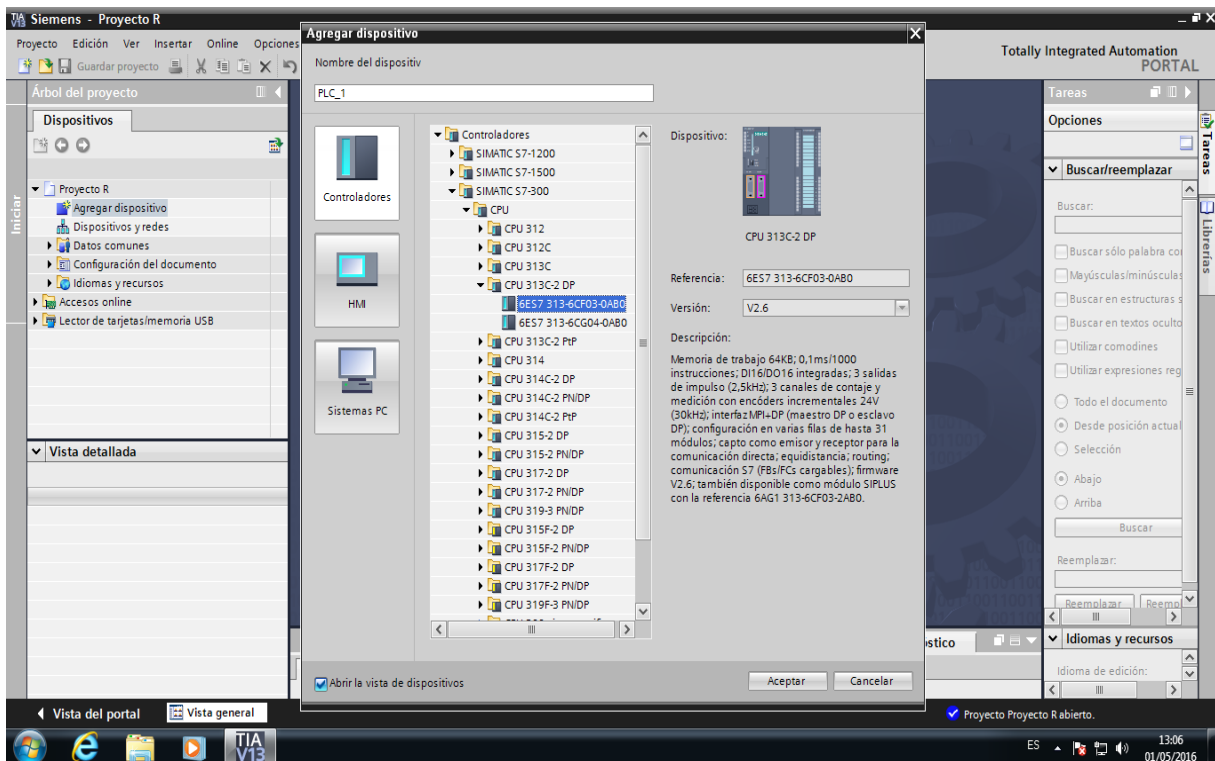 Siemens - Proyecto R
Proyecto Edición Ver Insertar Online Opciones
Guardar proyecto
Totally Integrated Automation
PORTAL
Árbol del proyecto
Dispositivos
Proyecto R
Agregar dispositivo
Dispositivos y redes
Datos comunes
Configuración del documento
Idiomas y recursos
Accesos online
Lector de tarjetas/memoria USB
Iniciar
Vista detallada
Agregar dispositivo
Nombre del dispositiv
PLC_1
Controladores
HMI
Sistemas PC
Controladores
SIMATIC S7-1200
SIMATIC S7-1500
SIMATIC S7-300
CPU
CPU 312
CPU 312C
CPU 313C
CPU 313C-2 DP
6ES7 313-6CF03-0AB0
6ES7 313-6CG04-0AB0
CPU 313C-2 PtP
CPU 314
CPU 314C-2 DP
CPU 314C-2 PN/DP
CPU 314C-2 PtP
CPU 315-2 DP
CPU 315-2 PN/DP
CPU 317-2 DP
CPU 317-2 PN/DP
CPU 319-3 PN/DP
CPU 315F-2 DP
CPU 315F-2 PN/DP
CPU 317F-2 DP
CPU 317F-2 PN/DP
CPU 319F-3 PN/DP
Dispositivo:
CPU 313C-2 DP
Referencia: 6ES7 313-6CF03-0AB0
Versión: V2.6
Descripción:
Memoria de trabajo 64KB; 0,1ms/1000
instrucciones; DI16/DO16 integradas; 3 salidas
de impulso (2,5kHz); 3 canales de contaje y
medición con encóders incrementales 24V
(30kHz); interfaz MPI+DP (maestro DP o esclavo
DP); configuración en varias filas de hasta 31
módulos; capto como emisor y receptor para la
comunicación directa; equidistancia; routing;
comunicación S7 (FBs/FCs cargables); firmware
V2.6; también disponible como módulo SIPLUS
con la referencia 6AG1 313-6CF03-2AB0.
Abrir la vista de dispositivos
Aceptar
Cancelar
Tareas
Opciones
Buscar/reemplazar
Buscar:
Buscar sólo palabra co
Mayúsculas/minúsculas
Buscar en estructuras s
Buscar en textos oculto
Utilizar comodines
Utilizar expresiones reg
Todo el documento
Desde posición actual
Selección
Abajo
Arriba
Buscar
Reemplazar:
Reemplazar
Reempl
Idiomas y recursos
Idioma de edición:
Tareas
Librerías
Vista del portal
Vista general
Proyecto Proyecto R abierto.
TIA
V13
ES
13:06
01/05/2016